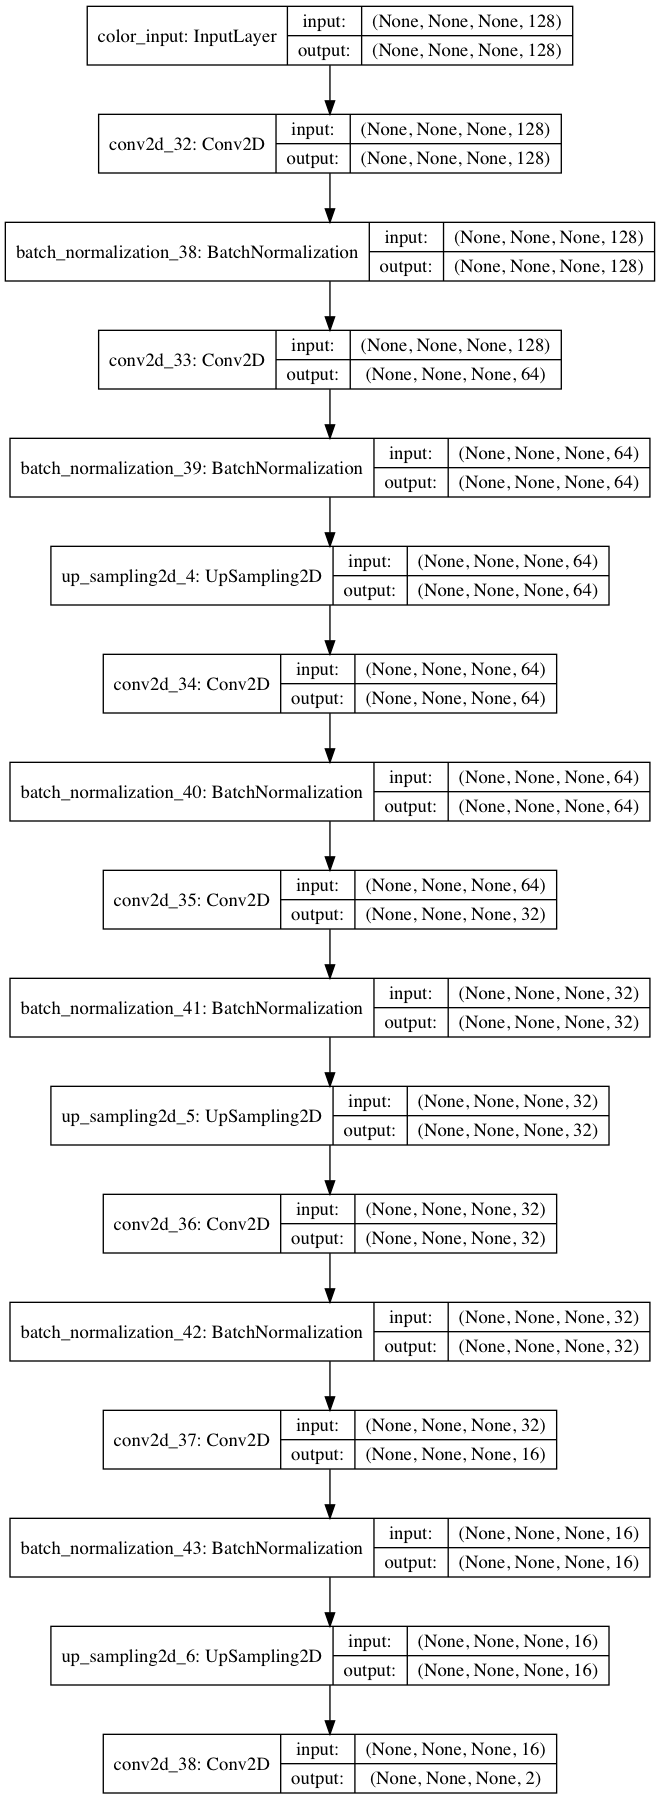 color_input: InputLayer
input: (None, None, None, 128)
output: (None, None, None, 128)
conv2d_32: Conv2D
input: (None, None, None, 128)
output: (None, None, None, 128)
batch_normalization_38: BatchNormalization
input: (None, None, None, 128)
output: (None, None, None, 128)
conv2d_33: Conv2D
input: (None, None, None, 128)
output: (None, None, None, 64)
batch_normalization_39: BatchNormalization
input: (None, None, None, 64)
output: (None, None, None, 64)
up_sampling2d_4: UpSampling2D
input: (None, None, None, 64)
output: (None, None, None, 64)
conv2d_34: Conv2D
input: (None, None, None, 64)
output: (None, None, None, 64)
batch_normalization_40: BatchNormalization
input: (None, None, None, 64)
output: (None, None, None, 64)
conv2d_35: Conv2D
input: (None, None, None, 64)
output: (None, None, None, 32)
batch_normalization_41: BatchNormalization
input: (None, None, None, 32)
output: (None, None, None, 32)
up_sampling2d_5: UpSampling2D
input: (None, None, None, 32)
output: (None, None, None, 32)
conv2d_36: Conv2D
input: (None, None, None, 32)
output: (None, None, None, 32)
batch_normalization_42: BatchNormalization
input: (None, None, None, 32)
output: (None, None, None, 32)
conv2d_37: Conv2D
input: (None, None, None, 32)
output: (None, None, None, 16)
batch_normalization_43: BatchNormalization
input: (None, None, None, 16)
output: (None, None, None, 16)
up_sampling2d_6: UpSampling2D
input: (None, None, None, 16)
output: (None, None, None, 16)
conv2d_38: Conv2D
input: (None, None, None, 16)
output: (None, None, None, 2)